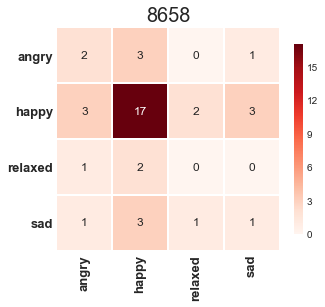 8658
angry 2 3 0 1
15
12
happy 3 17 2 3
9
6
relaxed 1 2 0 0
3
sad 1 3 1 1
0
angry happy relaxed sad